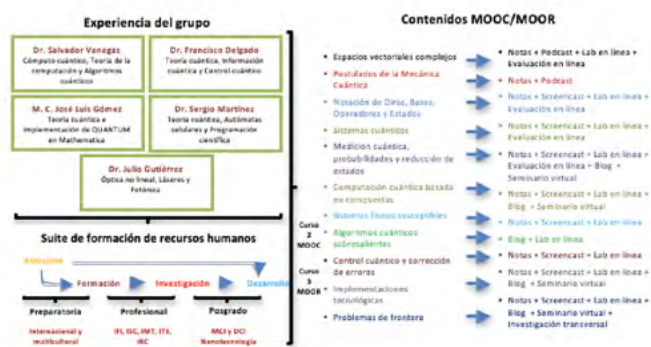 Experiencia del grupo
Dr. Salvador Venegas
Cómputo cuántico, Teoría de la
computación y Algoritmos
cuánticos
Dr. Francisco Delgado
Teoría cuántica, Información
cuántica y Control cuántico
M. C. José Luis Gómez
Teoría cuántica e
Implementación de QUANTUM
en Mathematica
Dr. Sergio Martínez
Teoría cuántica, Autómatas
celulares y Programación
científica
Dr. Julio Gutiérrez
Óptica no lineal, Láseres y
Fotónica
Suite de formación de recursos humanos
Formación
Investigación
Desarrollo
Preparatoria
Internacional y
multicultural
Profesional
IFI, ISC, IMT, ITE,
Posgrado
MCI y DCI
Nanotecnología
Curso
2
MOOC
Curso
3
MOOR
Contenidos MOOC/MOOR
• Espacios vectoriales complejos
• Notas + Podcast + Lab en línea +
Evaluación en línea
• Postulados de la Mecánica
Cuántica
• Notas + Podcast
• Notación de Dirac, Bases,
Operadores y Estados
• Notas + Screencast + Lab en línea +
Evaluación en línea
• Sistemas cuánticos
• Notas + Screencast + Lab en línea +
Evaluación en línea
• Medición cuántica,
probabilidades y reducción de
estados
• Notas + Screencast + Lab en línea +
Evaluación en línea + Blog +
Seminario virtual
• Computación cuántica basada
en compuertas
• Notas + Screencast + Lab en línea +
Blog + Seminario virtual
• Sistemas físicos susceptibles
• Notas + Screencast + Lab en línea
• Algoritmos cuánticos
sobresalientes
• Blog + Lab en línea
• Control cuántico y corrección
de errores
• Notas + Screencast + Lab en línea
• Implementaciones
tecnológicas
• Notas + Screencast + Lab en línea +
Blog + Seminario virtual
• Problemas de frontera
• Notas + Screencast + Lab en línea +
Blog + Seminario virtual +
Investigación transversal